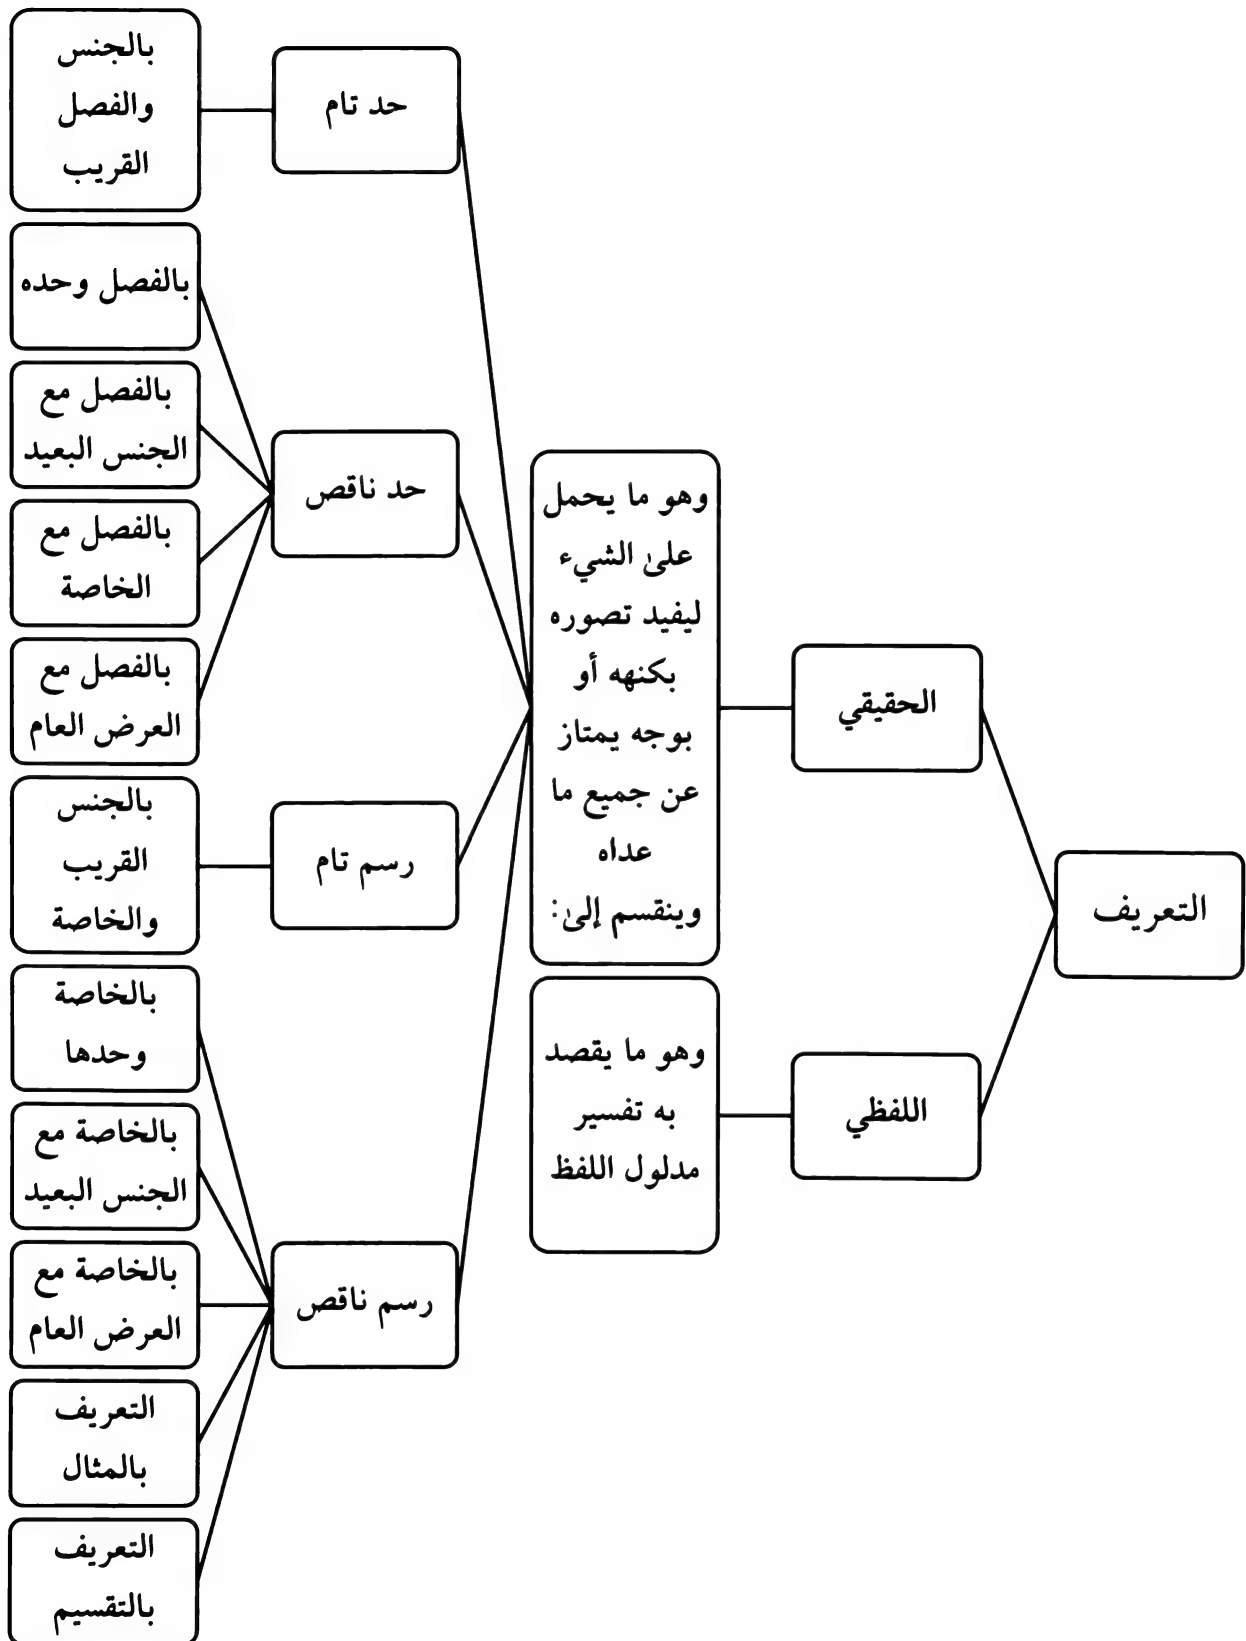 التعريف
الحقيقي
وهو ما يحمل
على الشيء
ليفيد تصوره
بكنهه أو
بوجه يمتاز
عن جميع ما
عداه
وينقسم إلى:
حد تام
بالجنس
والفصل
القريب
حد ناقص
بالفصل وحده
بالفصل مع
الجنس البعيد
بالفصل مع
الخاصة
بالفصل مع
العرض العام
رسم تام
بالجنس
القريب
والخاصة
رسم ناقص
بالخاصة
وحدها
بالخاصة مع
الجنس البعيد
بالخاصة مع
العرض العام
التعريف
بالمثال
التعريف
بالتقسيم
اللفظي
وهو ما يقصد
به تفسير
مدلول اللفظ